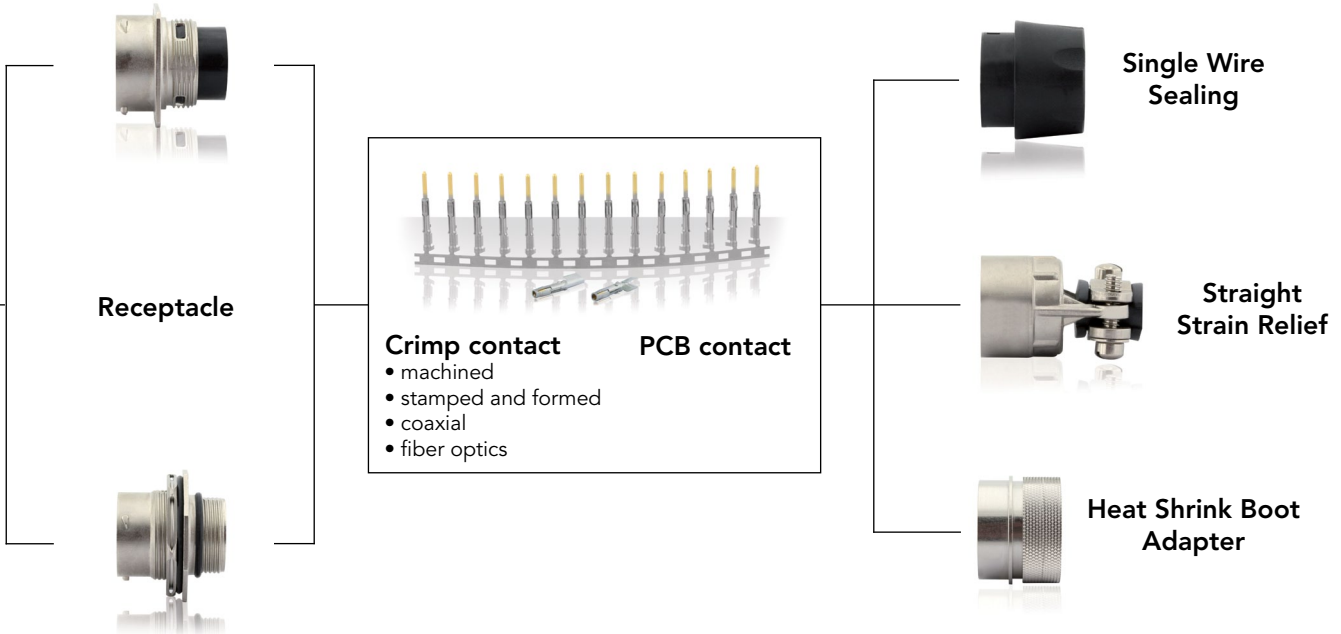 Receptacle
Crimp contact
• machined
• stamped and formed
• coaxial
• fiber optics
PCB contact
Single Wire
Sealing
Straight
Strain Relief
Heat Shrink Boot
Adapter